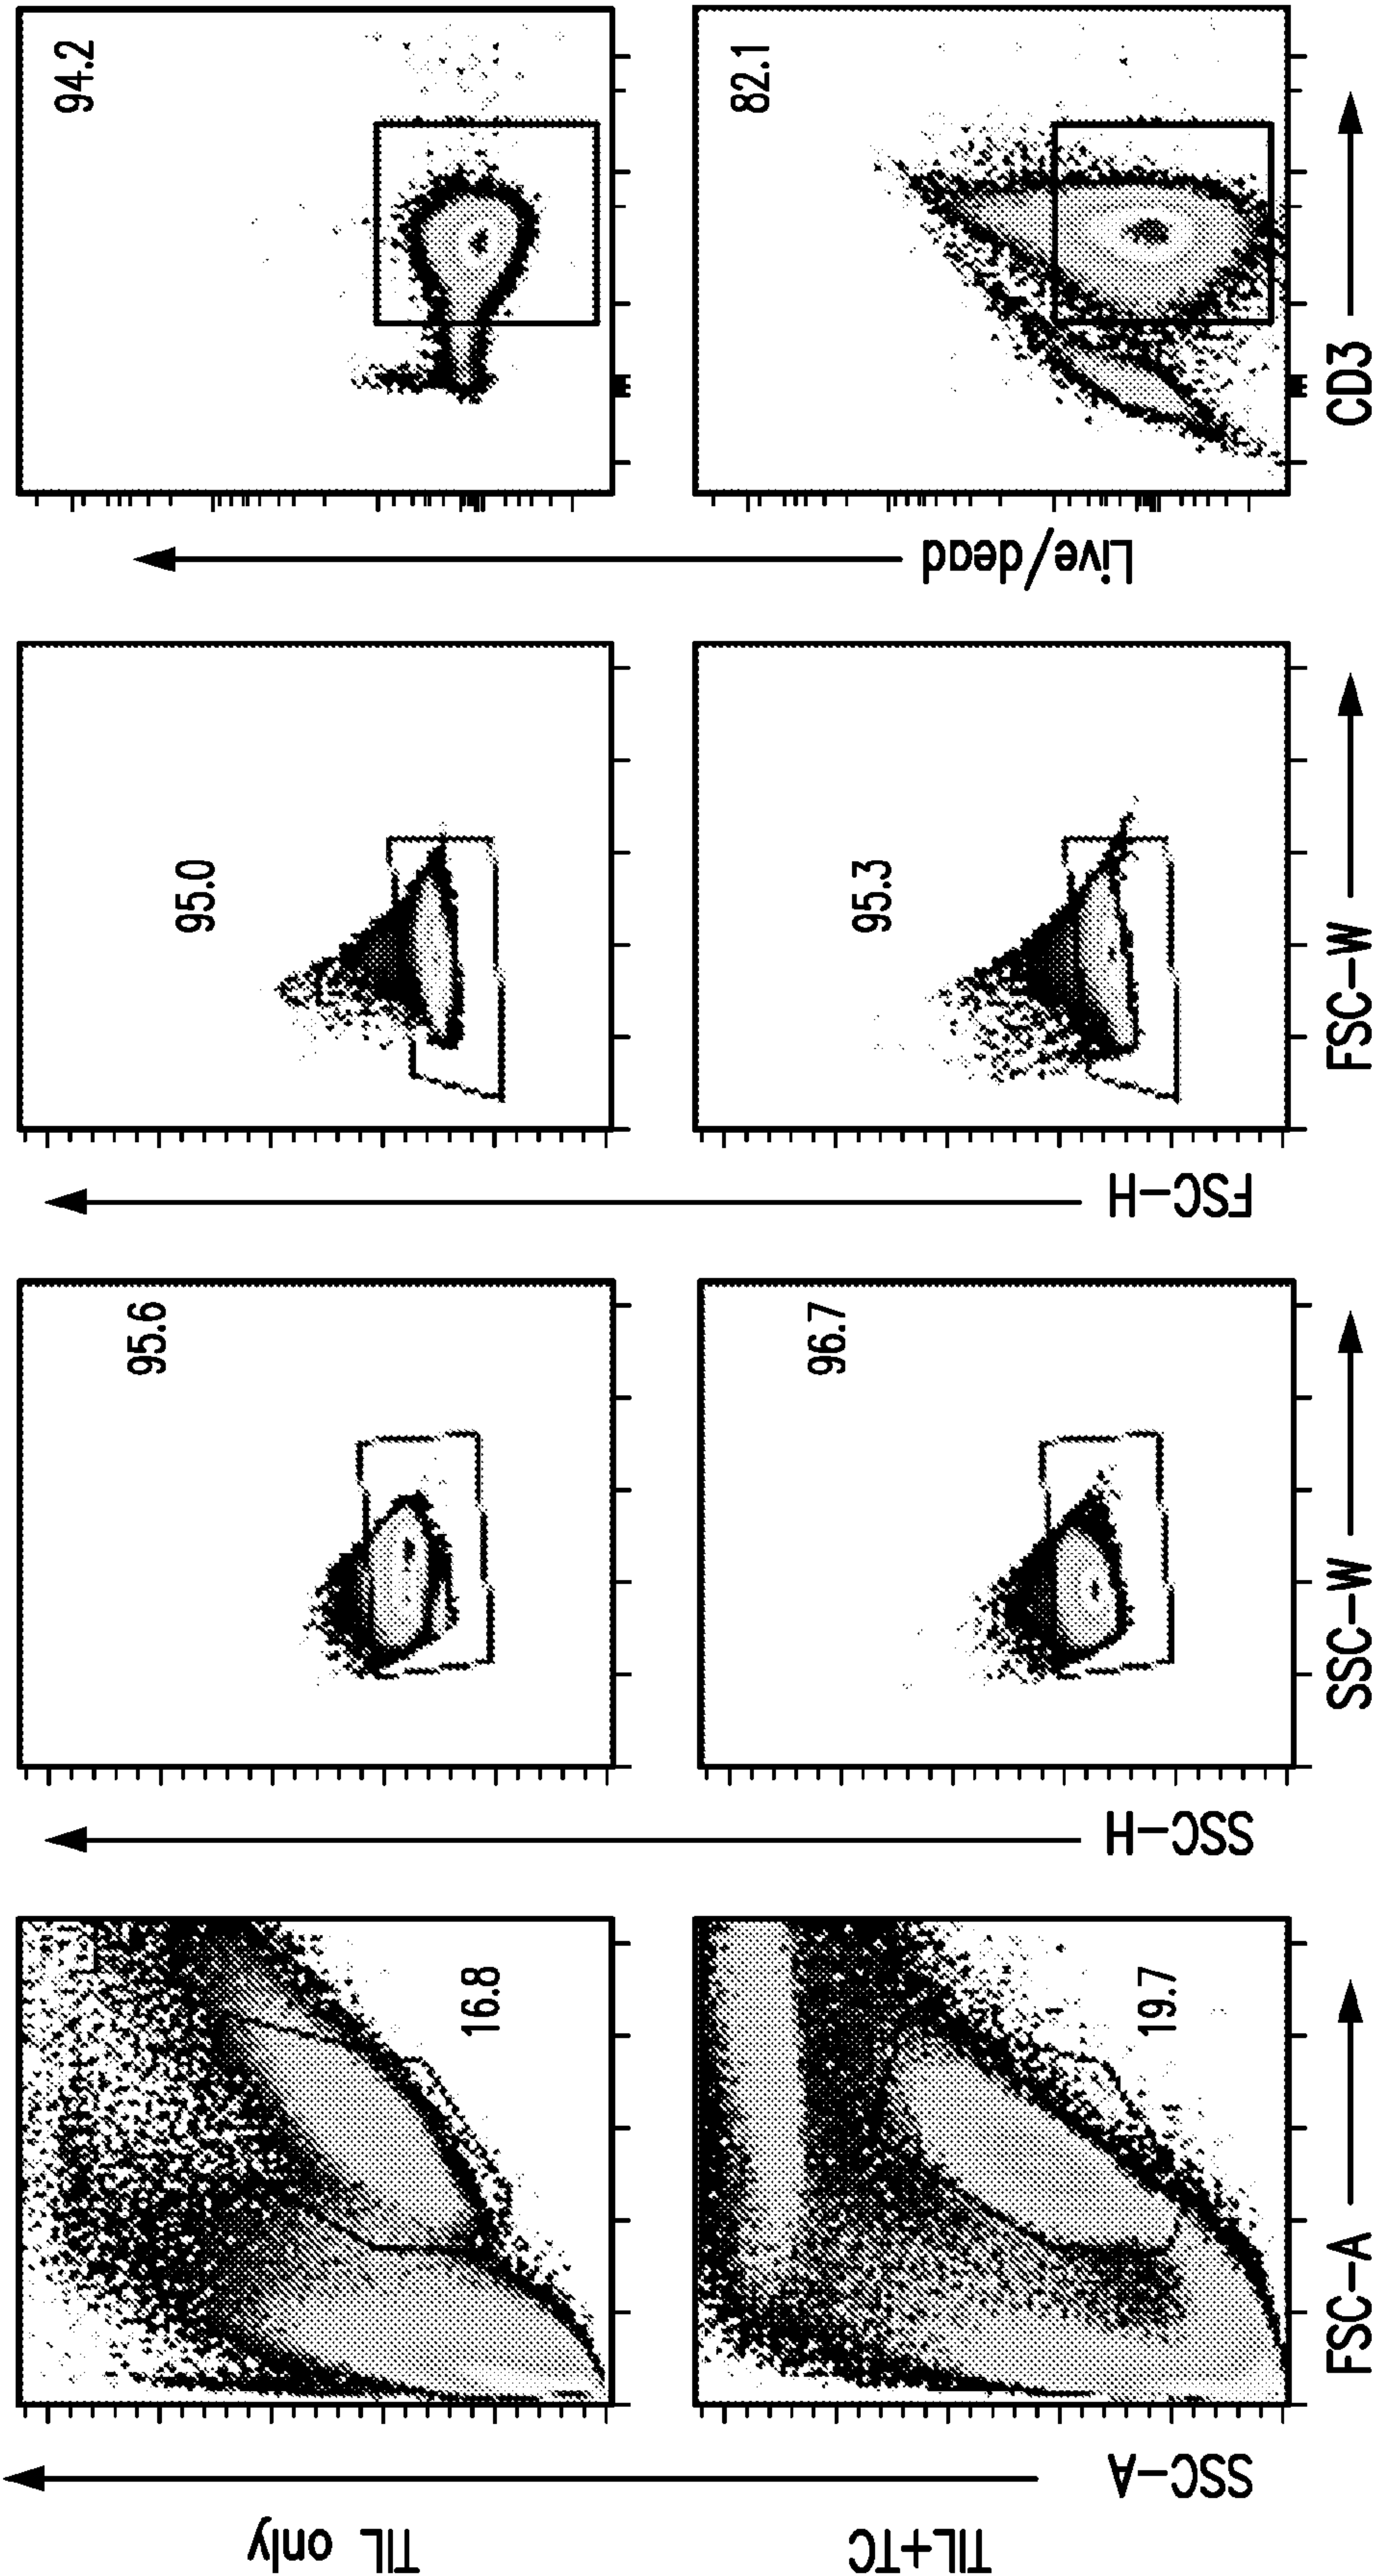 TIL only
SSC-A
16.8
SSC-H
95.6
FSC-H
95.0
Live/dead
94.2
TIL+TC
19.7
96.7
95.3
82.1
FSC-A
SSC-W
FSC-W
CD3